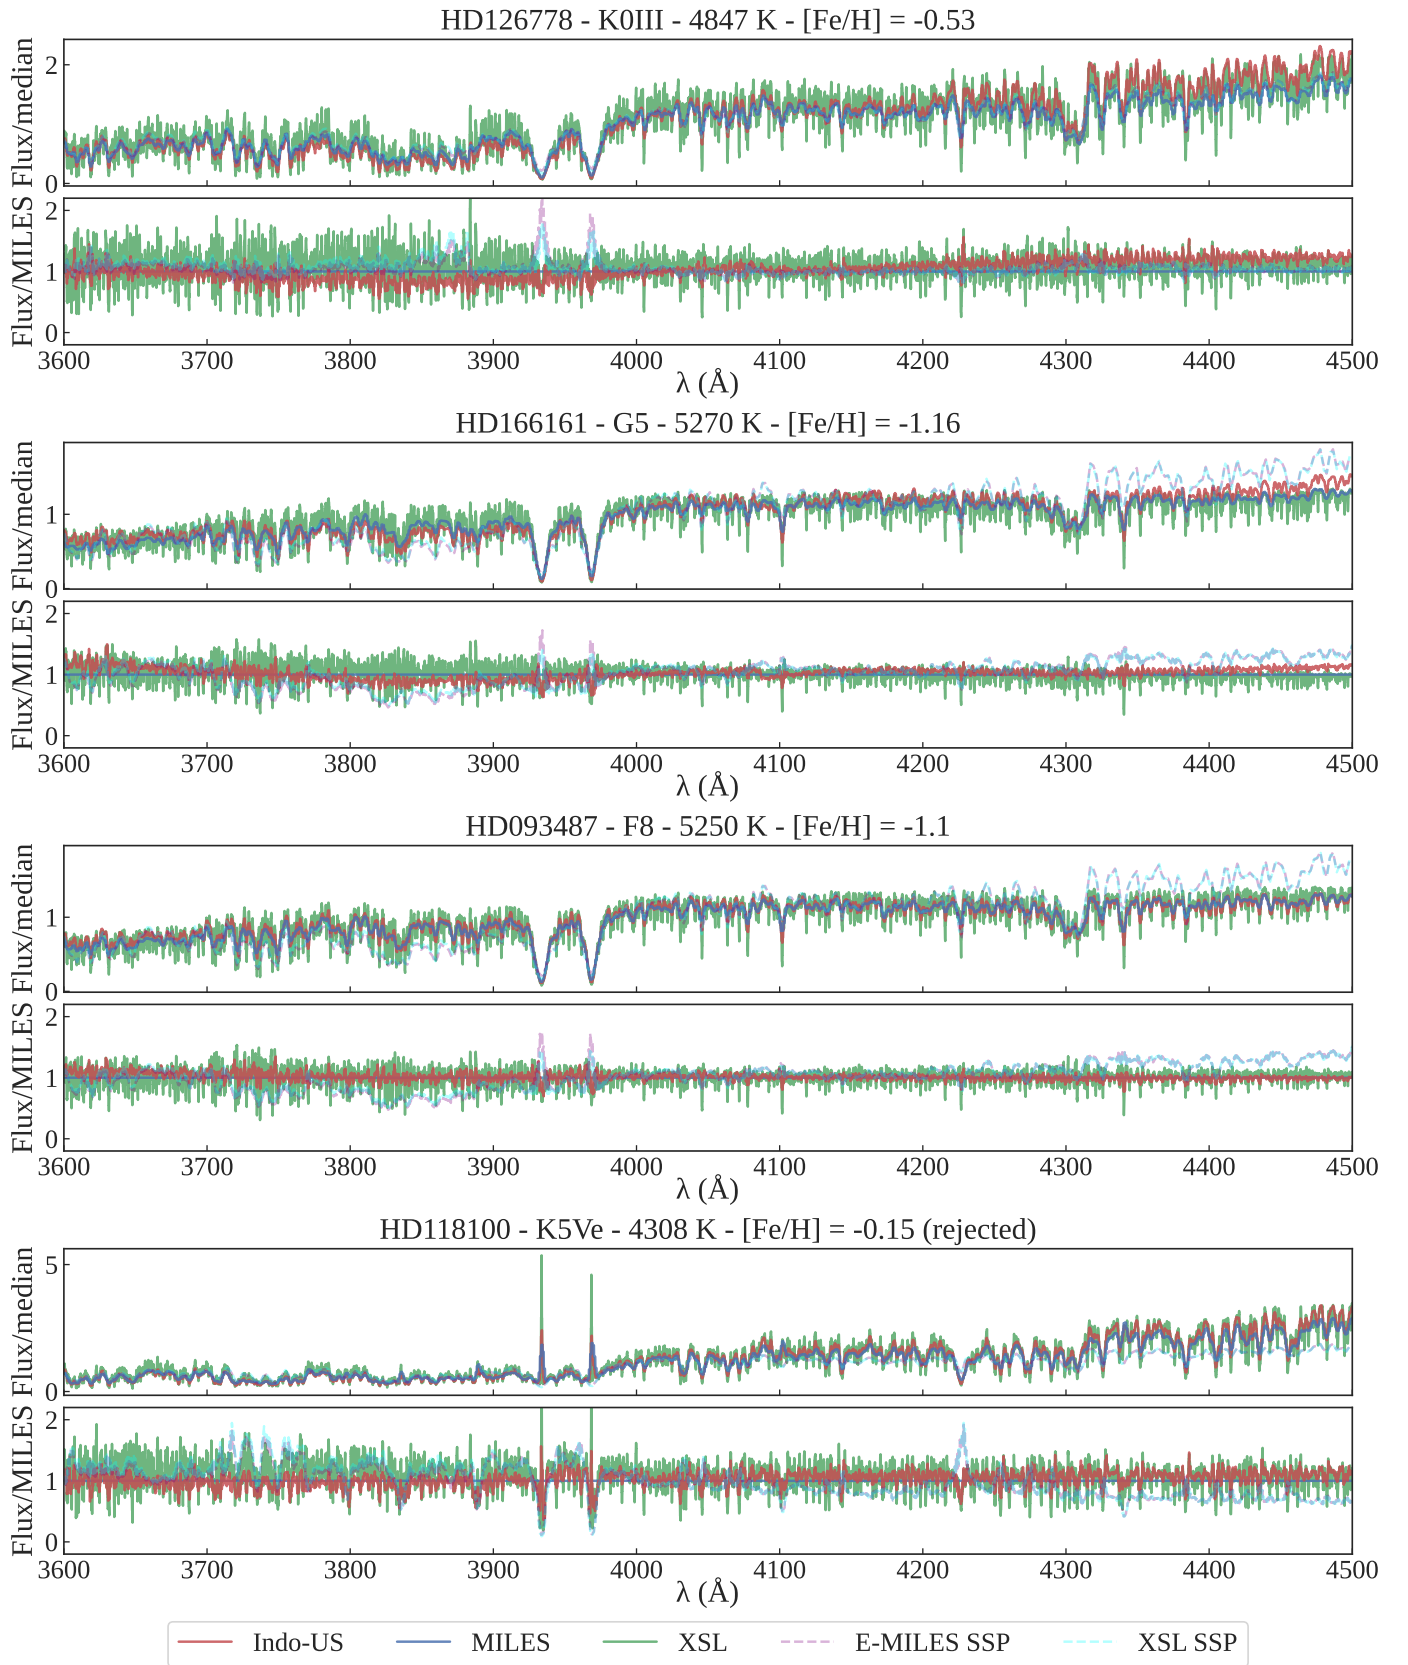 HD126778 - K0III - 4847 K - [Fe/H] = -0.53
Flux/median
2
0
Flux/MILES
2
1
0
3600 3700 3800 3900 4000 4100 4200 4300 4400 4500
λ (Å)
HD166161 - G5 - 5270 K - [Fe/H] = -1.16
Flux/median
1
0
Flux/MILES
2
1
0
3600 3700 3800 3900 4000 4100 4200 4300 4400 4500
λ (Å)
HD093487 - F8 - 5250 K - [Fe/H] = -1.1
Flux/median
1
0
Flux/MILES
2
1
0
3600 3700 3800 3900 4000 4100 4200 4300 4400 4500
λ (Å)
HD118100 - K5Ve - 4308 K - [Fe/H] = -0.15 (rejected)
Flux/median
5
0
Flux/MILES
2
1
0
3600 3700 3800 3900 4000 4100 4200 4300 4400 4500
λ (Å)
Indo-US MILES XSL E-MILES SSP XSL SSP